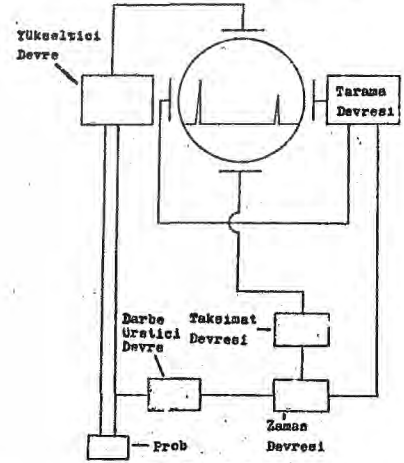 Yükseltici
Devre
Tarama
Devresi
Darbe
Üretici
Devre
Taksimat
Devresi
Prob
Zaman
Devresi